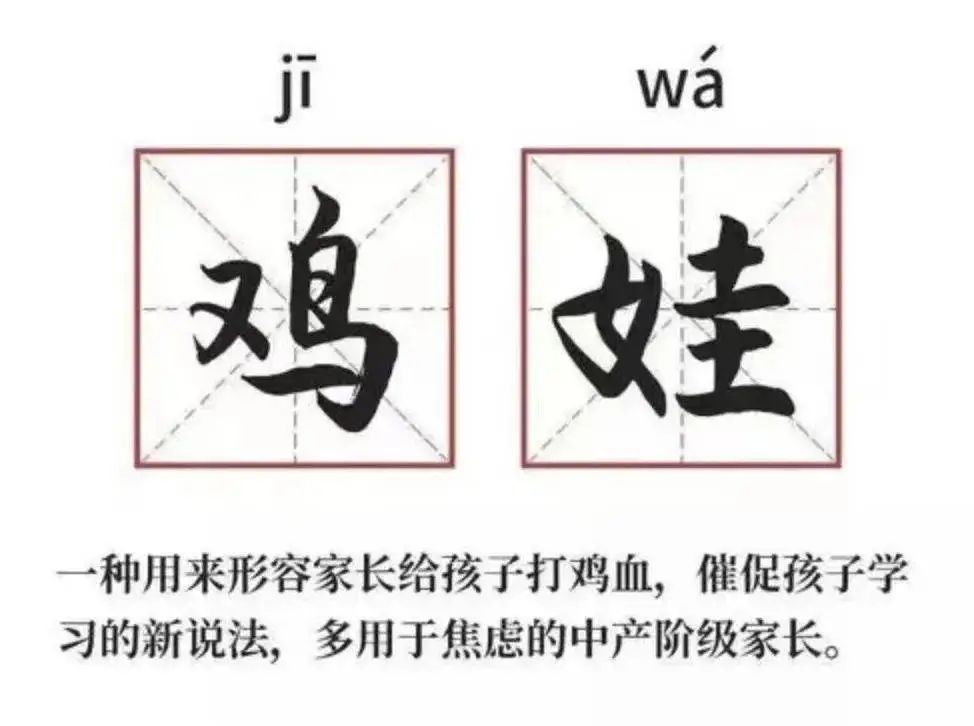 jī wá
鸡娃
一种用来形容家长给孩子打鸡血，催促孩子学
习的新说法，多用于焦虑的中产阶级家长。